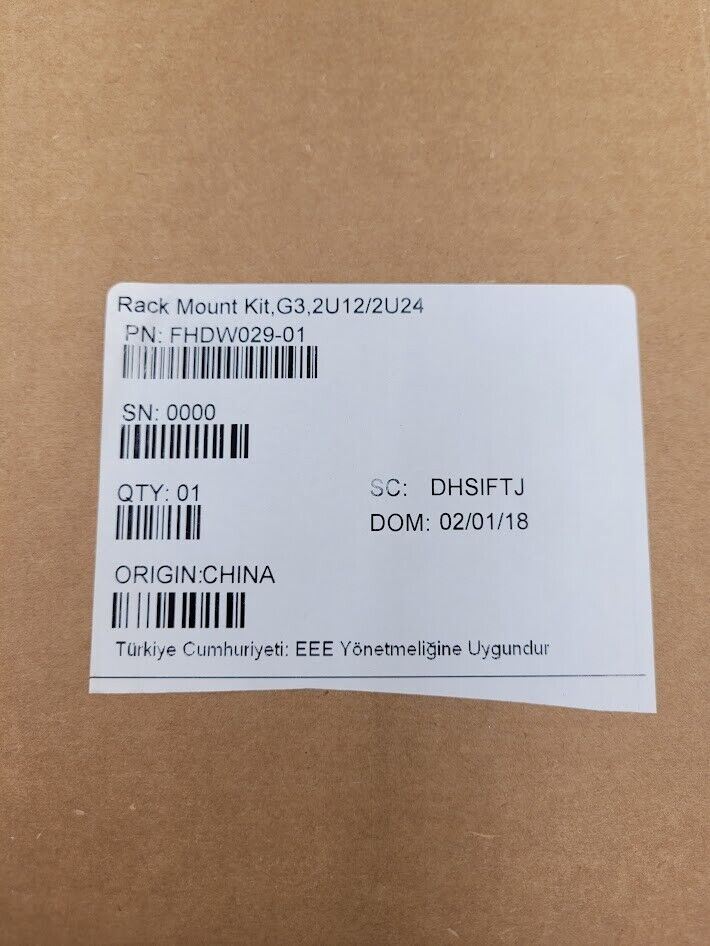 Rack Mount Kit,G3,2U12/2U24
PN: FHDW029-01
SN: 0000
QTY: 01
SC: DHSIFTJ
DOM: 02/01/18
ORIGIN:CHINA
Türkiye Cumhuriyeti: EEE Yönetmeliğine Uygundur